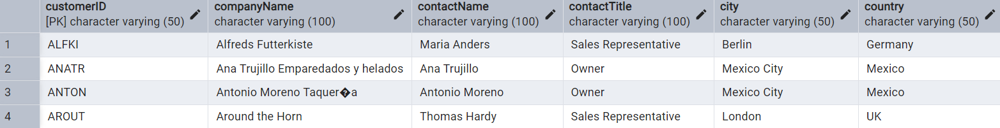 customerID companyName contactName contactTitle city country
[PK] character varying (50) character varying (100) character varying (100) character varying (100) character varying (50) character varying (50)
1 ALFKI Alfreds Futterkiste Maria Anders Sales Representative Berlin Germany
2 ANATR Ana Trujillo Emparedados y helados Ana Trujillo Owner Mexico City Mexico
3 ANTON Antonio Moreno Taquer�a Antonio Moreno Owner Mexico City Mexico
4 AROUT Around the Horn Thomas Hardy Sales Representative London UK